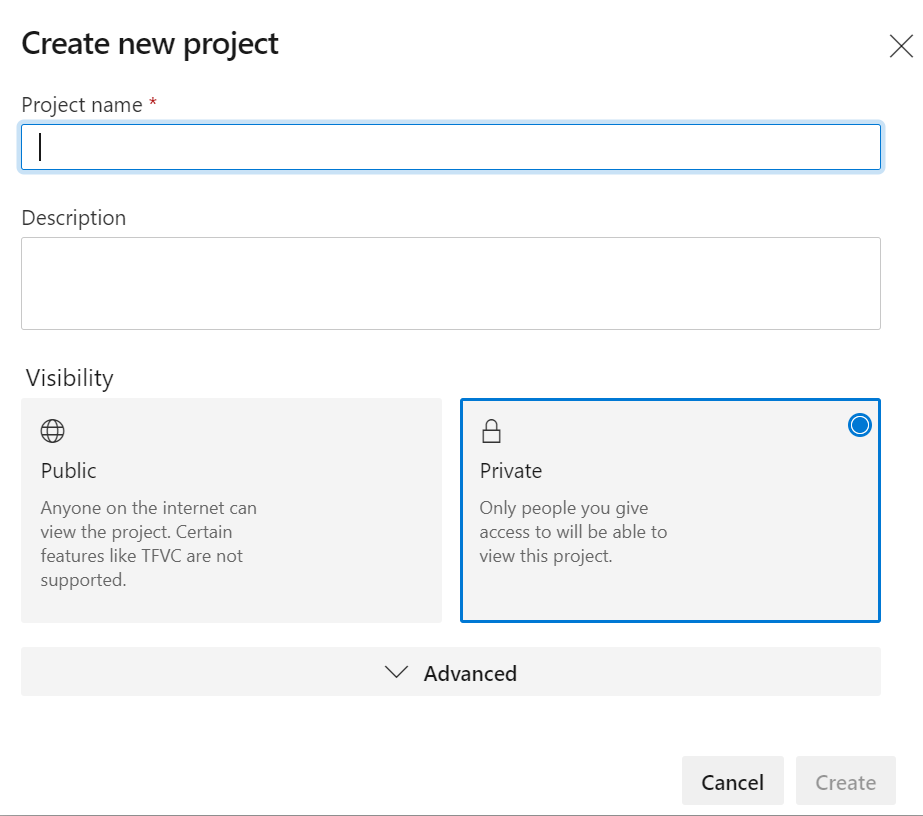 Create new project
Project name *
Description
Visibility
Public
Anyone on the internet can
view the project. Certain
features like TFVC are not
supported.
Private
Only people you give
access to will be able to
view this project.
Advanced
Cancel
Create